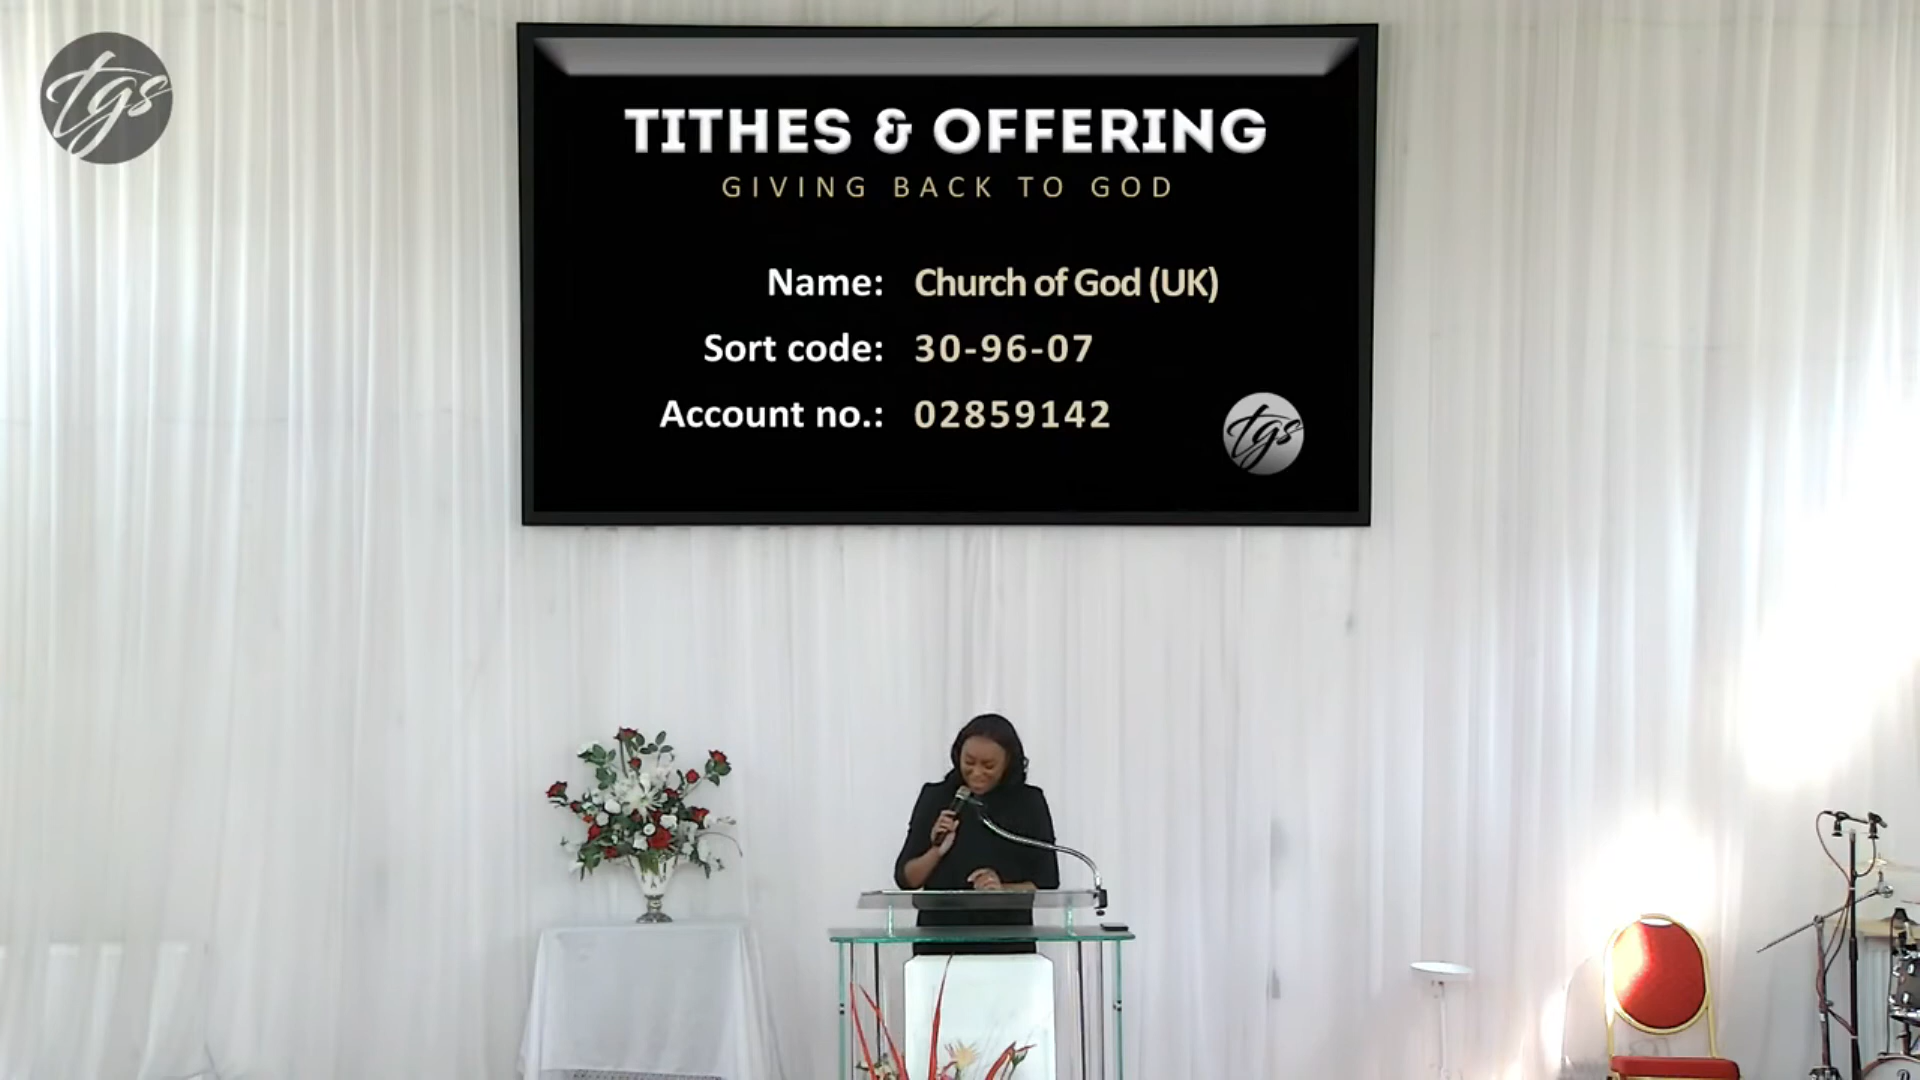 tgs
TITHES & OFFERING
GIVING BACK TO GOD
Name: Church of God (UK)
Sort code: 30-96-07
Account no.: 02859142
tgs